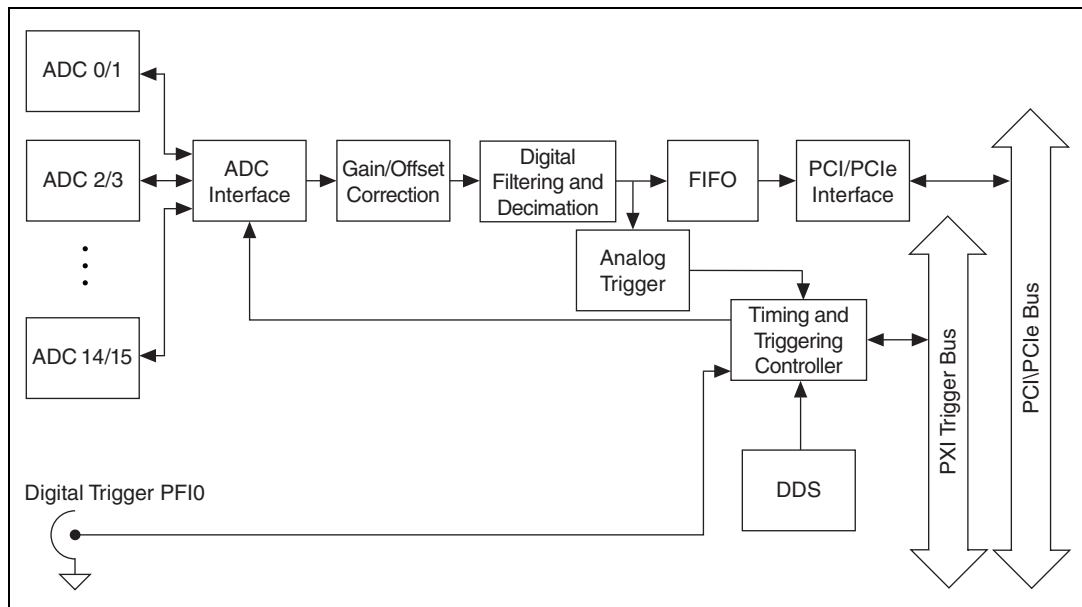 ADC 0/1
ADC 2/3
ADC 14/15
ADC
Interface
Gain/Offset
Correction
Digital
Filtering and
Decimation
FIFO
PCI/PCIe
Interface
Analog
Trigger
Timing and
Triggering
Controller
DDS
PXI Trigger Bus
PCI\PCIe Bus
Digital Trigger PFI0